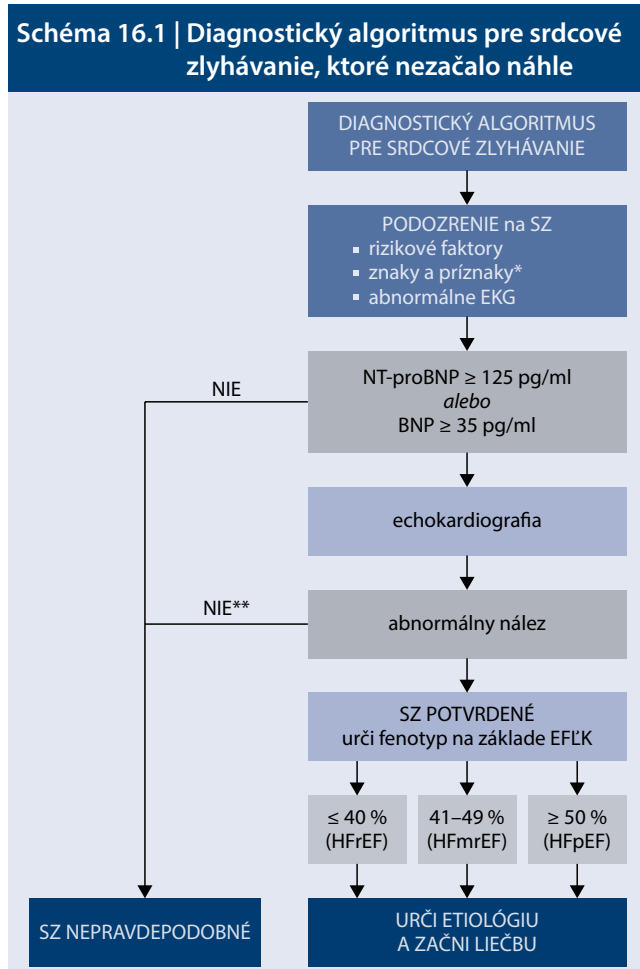 Schéma 16.1 | Diagnostický algoritmus pre srdcové
zlyhávanie, ktoré nezačalo náhle
DIAGNOSTICKÝ ALGORITMUS
PRE SRDCOVÉ ZLYHÁVANIE
PODOZRENIE na SZ
▪ rizikové faktory
▪ znaky a príznaky*
▪ abnormálne EKG
NIE
NT-proBNP ≥ 125 pg/ml
alebo
BNP ≥ 35 pg/ml
echokardiografia
NIE**
abnormálny nález
SZ POTVRDENÉ
urči fenotyp na základe EFĽK
≤ 40 %
(HFrEF)
41–49 %
(HFmrEF)
≥ 50 %
(HFpEF)
SZ NEPRAVDEPODOBNÉ
URČI ETIOLÓGIU
A ZAČNI LIEČBU